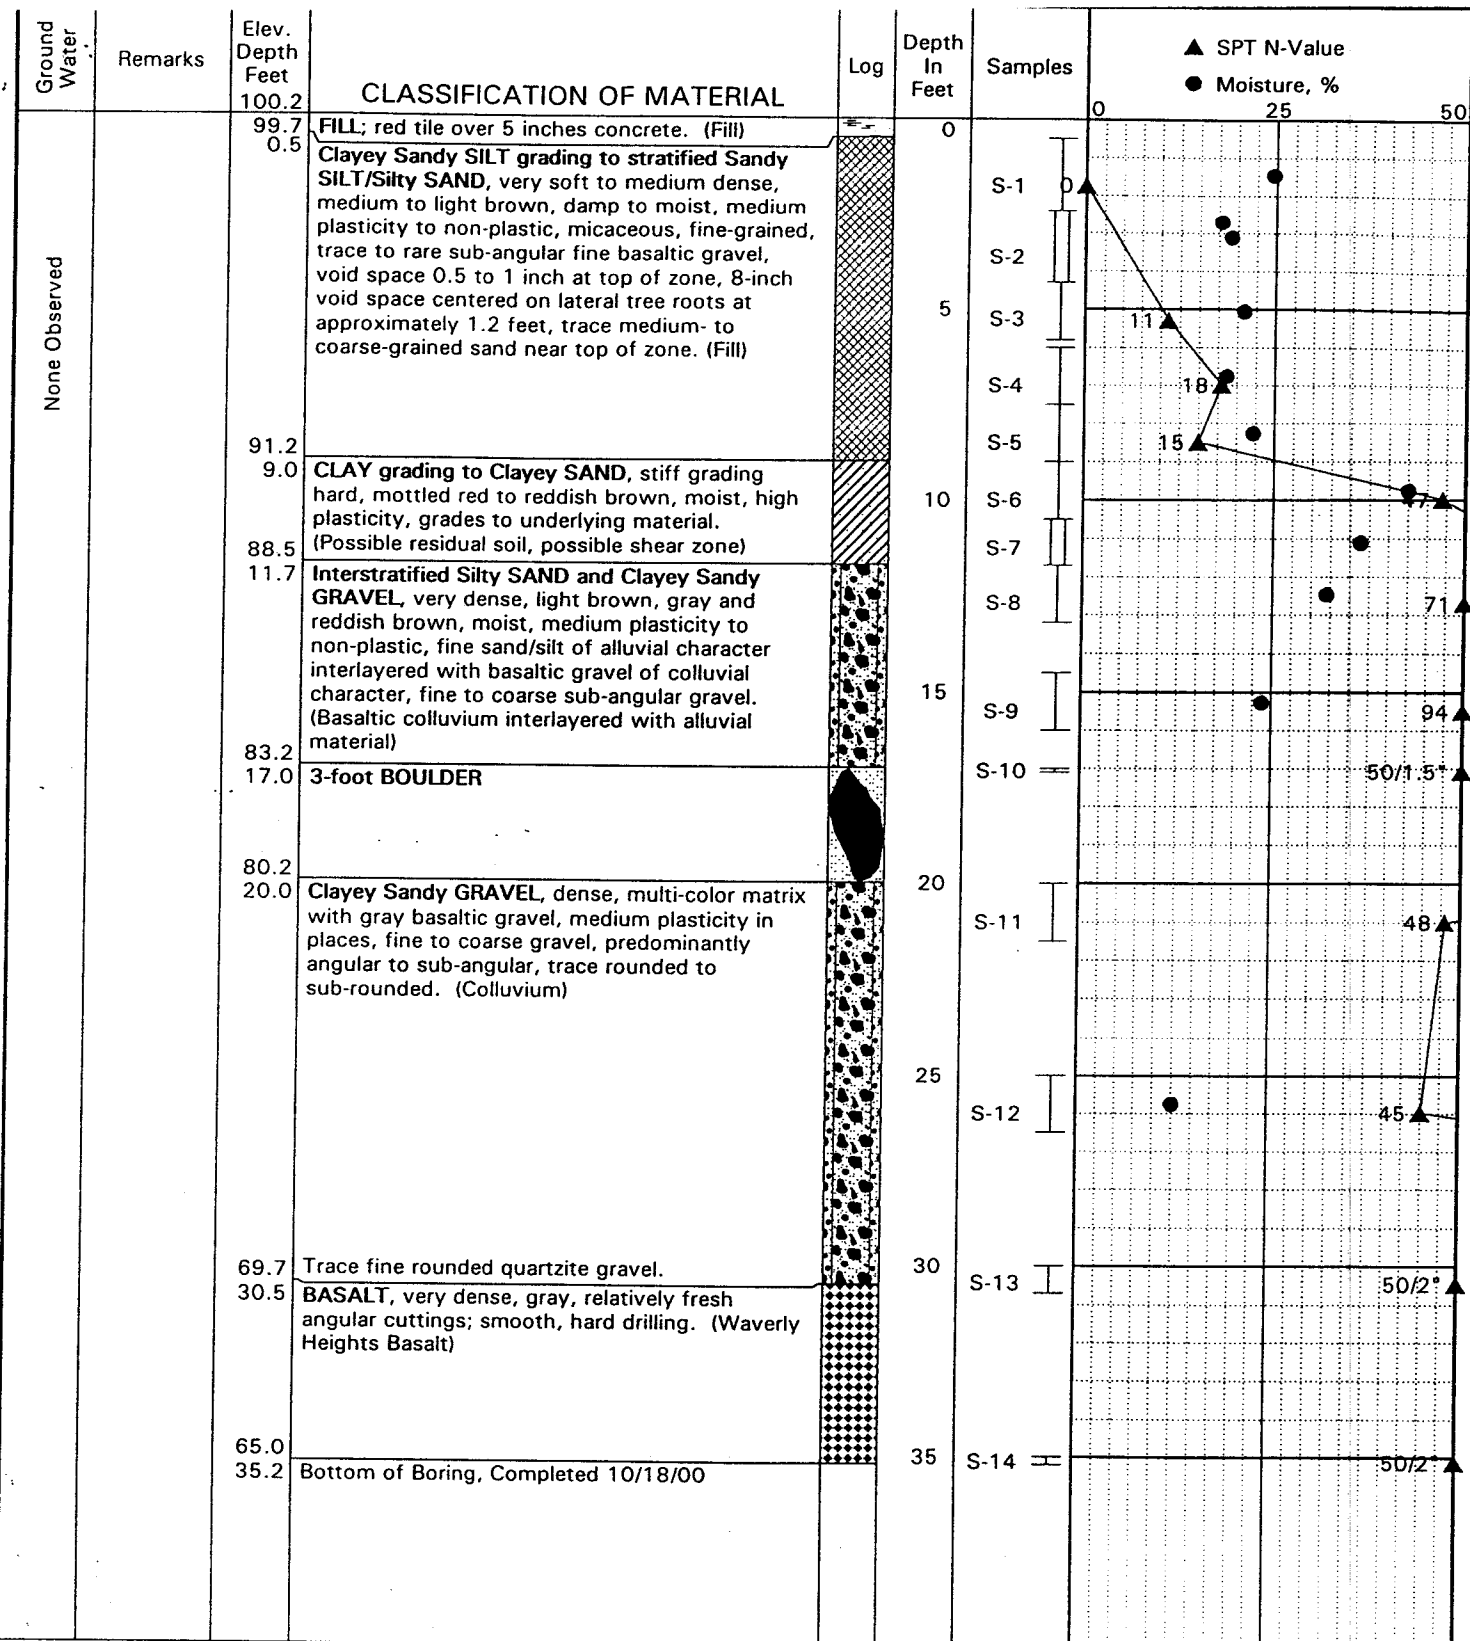 Ground
Water
Remarks
Elev.
Depth
Feet
100.2
CLASSIFICATION OF MATERIAL
Log
Depth
In
Feet
Samples
▲ SPT N-Value
● Moisture, %
0 25 50
None Observed
99.7
0.5
FILL; red tile over 5 inches concrete. (Fill)
Clayey Sandy SILT grading to stratified Sandy
SILT/Silty SAND, very soft to medium dense,
medium to light brown, damp to moist, medium
plasticity to non-plastic, micaceous, fine-grained,
trace to rare sub-angular fine basaltic gravel,
void space 0.5 to 1 inch at top of zone, 8-inch
void space centered on lateral tree roots at
approximately 1.2 feet, trace medium- to
coarse-grained sand near top of zone. (Fill)
91.2
9.0
CLAY grading to Clayey SAND, stiff grading
hard, mottled red to reddish brown, moist, high
plasticity, grades to underlying material.
(Possible residual soil, possible shear zone)
88.5
11.7
Interstratified Silty SAND and Clayey Sandy
GRAVEL, very dense, light brown, gray and
reddish brown, moist, medium plasticity to
non-plastic, fine sand/silt of alluvial character
interlayered with basaltic gravel of colluvial
character, fine to coarse sub-angular gravel.
(Basaltic colluvium interlayered with alluvial
material)
83.2
17.0
3-foot BOULDER
80.2
20.0
Clayey Sandy GRAVEL, dense, multi-color matrix
with gray basaltic gravel, medium plasticity in
places, fine to coarse gravel, predominantly
angular to sub-angular, trace rounded to
sub-rounded. (Colluvium)
69.7
30.5
Trace fine rounded quartzite gravel.
BASALT, very dense, gray, relatively fresh
angular cuttings; smooth, hard drilling. (Waverly
Heights Basalt)
65.0
35.2
Bottom of Boring, Completed 10/18/00
0
5
10
15
20
25
30
35
S-1
S-2
S-3
S-4
S-5
S-6
S-7
S-8
S-9
S-10
S-11
S-12
S-13
S-14
0
11
18
15
47
71
94
50/1.5"
48
45
50/2"
50/2"